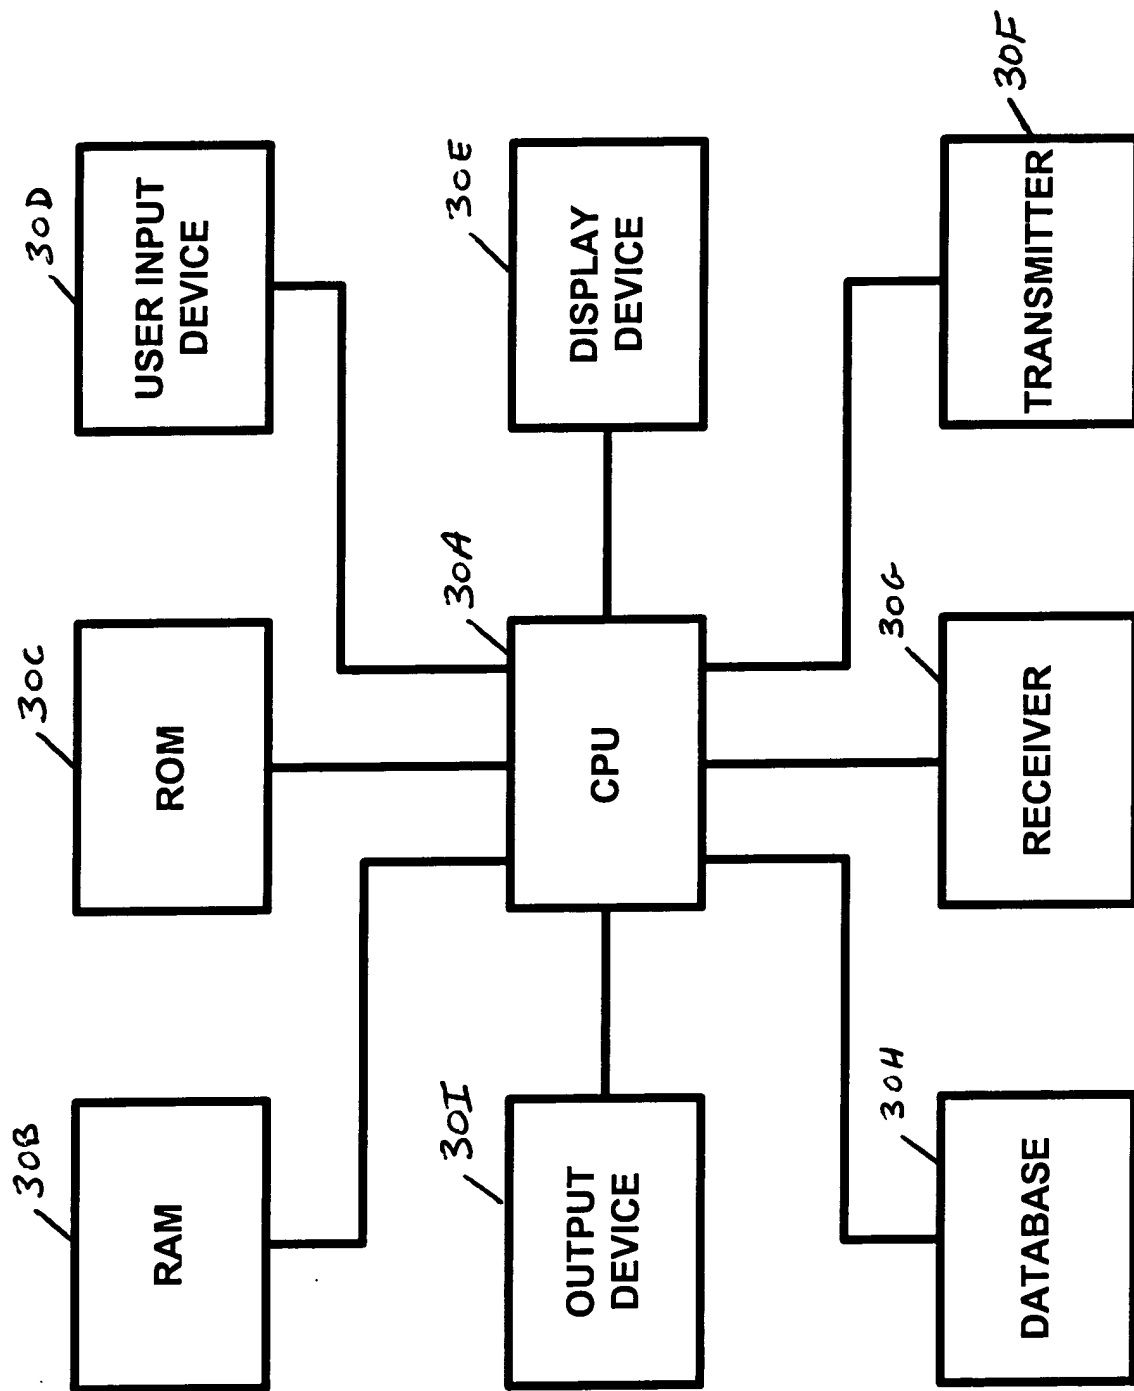 30B
RAM
30C
ROM
30D
USER INPUT
DEVICE
30I
OUTPUT
DEVICE
30A
CPU
30E
DISPLAY
DEVICE
30H
DATABASE
30G
RECEIVER
30F
TRANSMITTER